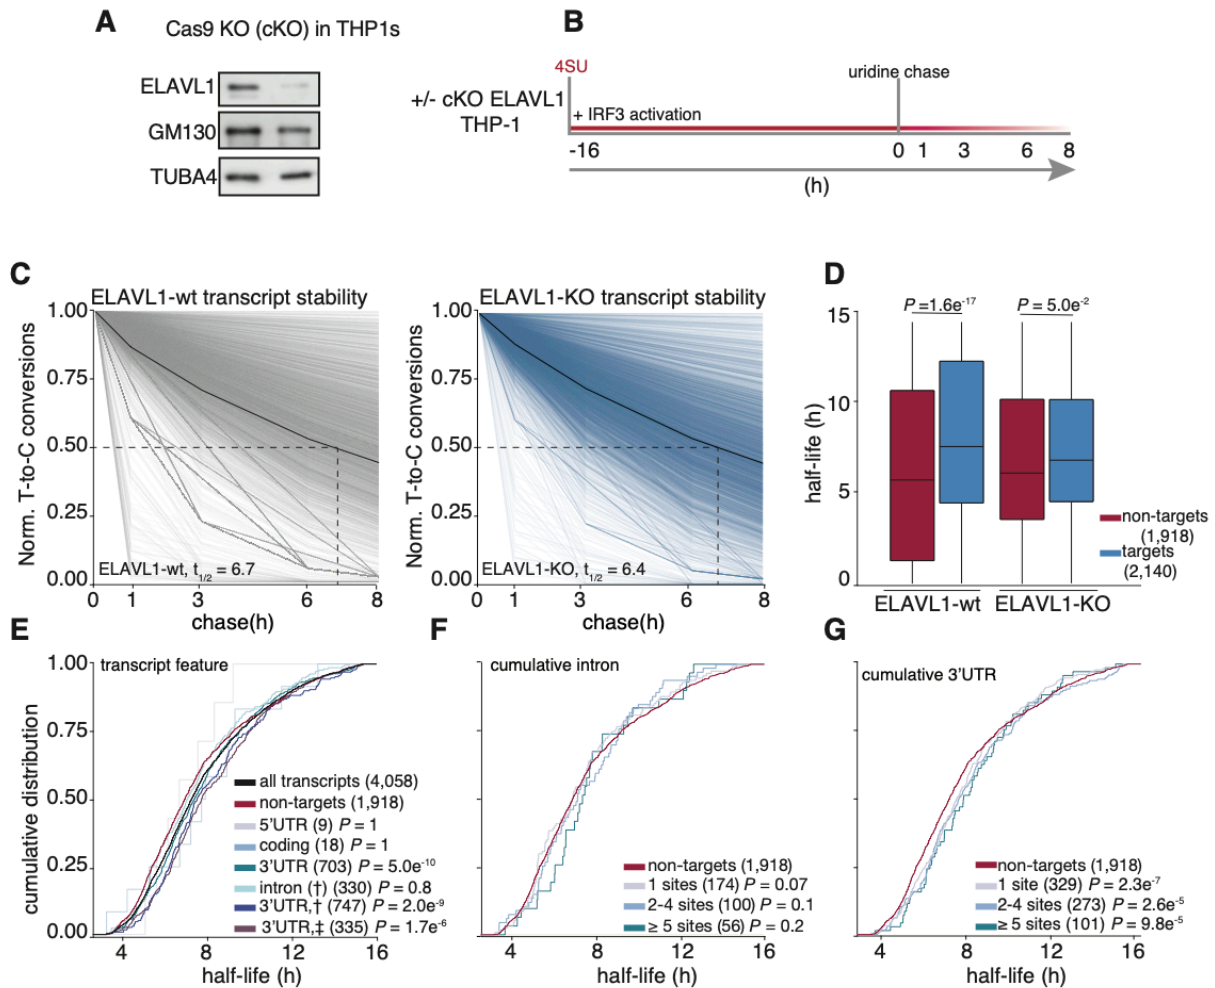 A
Cas9 KO (cKO) in THP1s
ELAVL1
GM130
TUBA4
B
4SU
uridine chase
+/- cKO ELAVL1
THP-1
+ IRF3 activation
-16
0
1
3
6
8
(h)
C
ELAVL1-wt transcript stability
Norm. T-to-C conversions
1.00
0.75
0.50
0.25
0.00
ELAVL1-wt, t1/2 = 6.7
0
1
3
6
8
chase(h)
ELAVL1-KO transcript stability
Norm. T-to-C conversions
1.00
0.75
0.50
0.25
0.00
ELAVL1-KO, t1/2 = 6.4
0
1
3
6
8
chase(h)
D
P =1.6e-17
P = 5.0e-2
half-life (h)
15
10
5
0
non-targets
(1,918)
targets
(2,140)
ELAVL1-wt
ELAVL1-KO
E
transcript feature
cumulative distribution
1.00
0.75
0.50
0.25
0.00
all transcripts (4,058)
non-targets (1,918)
5'UTR (9) P = 1
coding (18) P = 1
3'UTR (703) P = 5.0e-10
intron (†) (330) P = 0.8
3'UTR,† (747) P = 2.0e-9
3'UTR,‡ (335) P = 1.7e-6
4
8
12
16
half-life (h)
F
cumulative intron
non-targets (1,918)
1 sites (174) P = 0.07
2-4 sites (100) P = 0.1
≥ 5 sites (56) P = 0.2
4
8
12
16
half-life (h)
G
cumulative 3'UTR
non-targets (1,918)
1 site (329) P = 2.3e-7
2-4 sites (273) P = 2.6e-5
≥ 5 sites (101) P = 9.8e-5
4
8
12
16
half-life (h)